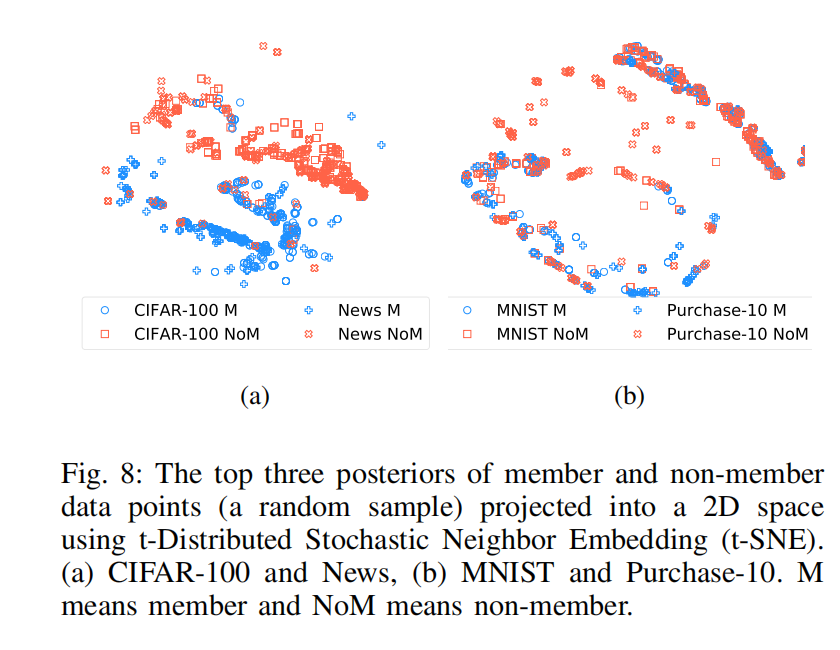 CIFAR-100 M News M
CIFAR-100 NoM News NoM
MNIST M Purchase-10 M
MNIST NoM Purchase-10 NoM
(a) (b)
Fig. 8: The top three posteriors of member and non-member
data points (a random sample) projected into a 2D space
using t-Distributed Stochastic Neighbor Embedding (t-SNE).
(a) CIFAR-100 and News, (b) MNIST and Purchase-10. M
means member and NoM means non-member.